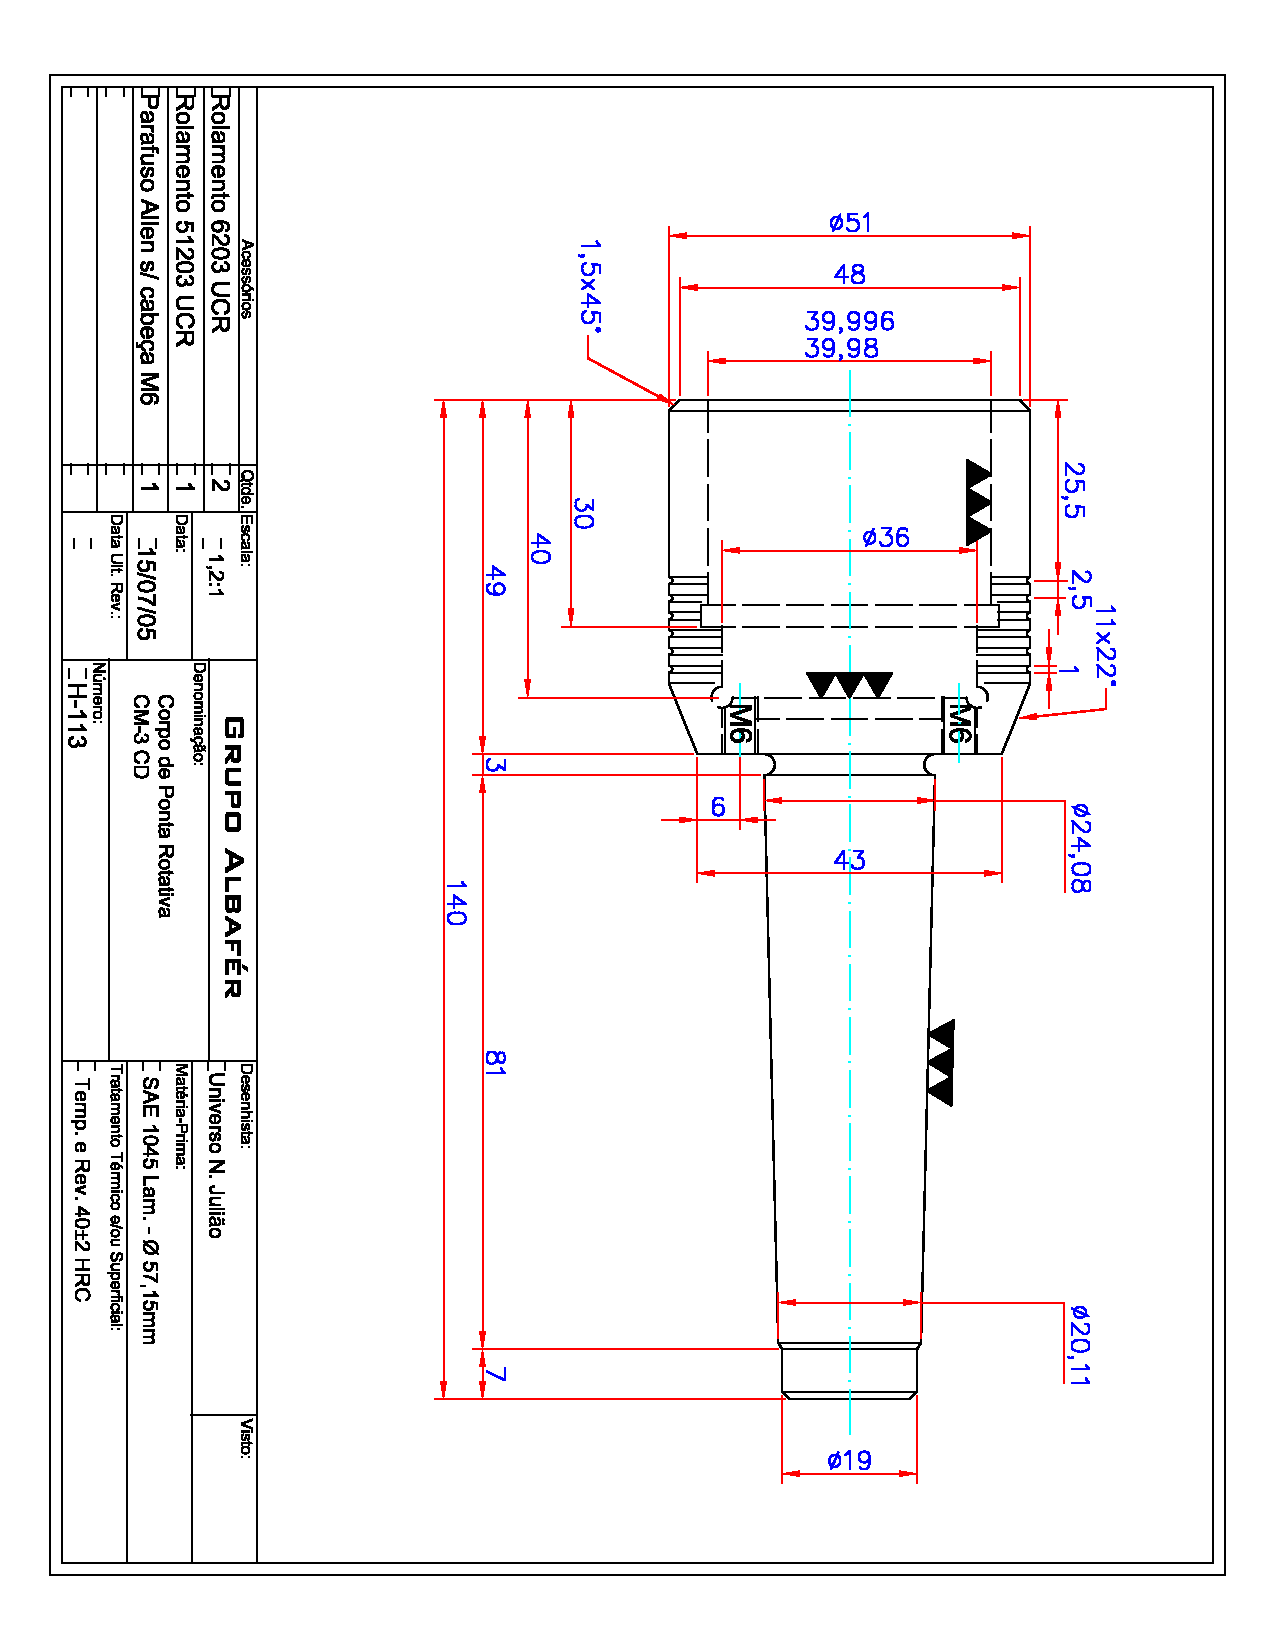 Ø51
48
39,996
39,98
1,5x45°
25,5
2,5
11x22°
1
Ø36
30
40
49
3
140
81
7
M6
M6
6
43
Ø24,08
Ø20,11
Ø19
Acessórios
Qtde.
Rolamento 6203 UCR
2
Rolamento 51203 UCR
1
Parafuso Allen s/ cabeça M6
1
Escala:
1,2:1
Data:
15/07/05
Data Ult. Rev.:
GRUPO ALBAFÉR
Denominação:
Corpo de Ponta Rotativa
CM-3 CD
Número:
H-113
Desenhista:
Universo N. Julião
Visto:
Matéria-Prima:
SAE 1045 Lam. - Ø 57,15mm
Tratamento Térmico e/ou Superficial:
Temp. e Rev. 40±2 HRC